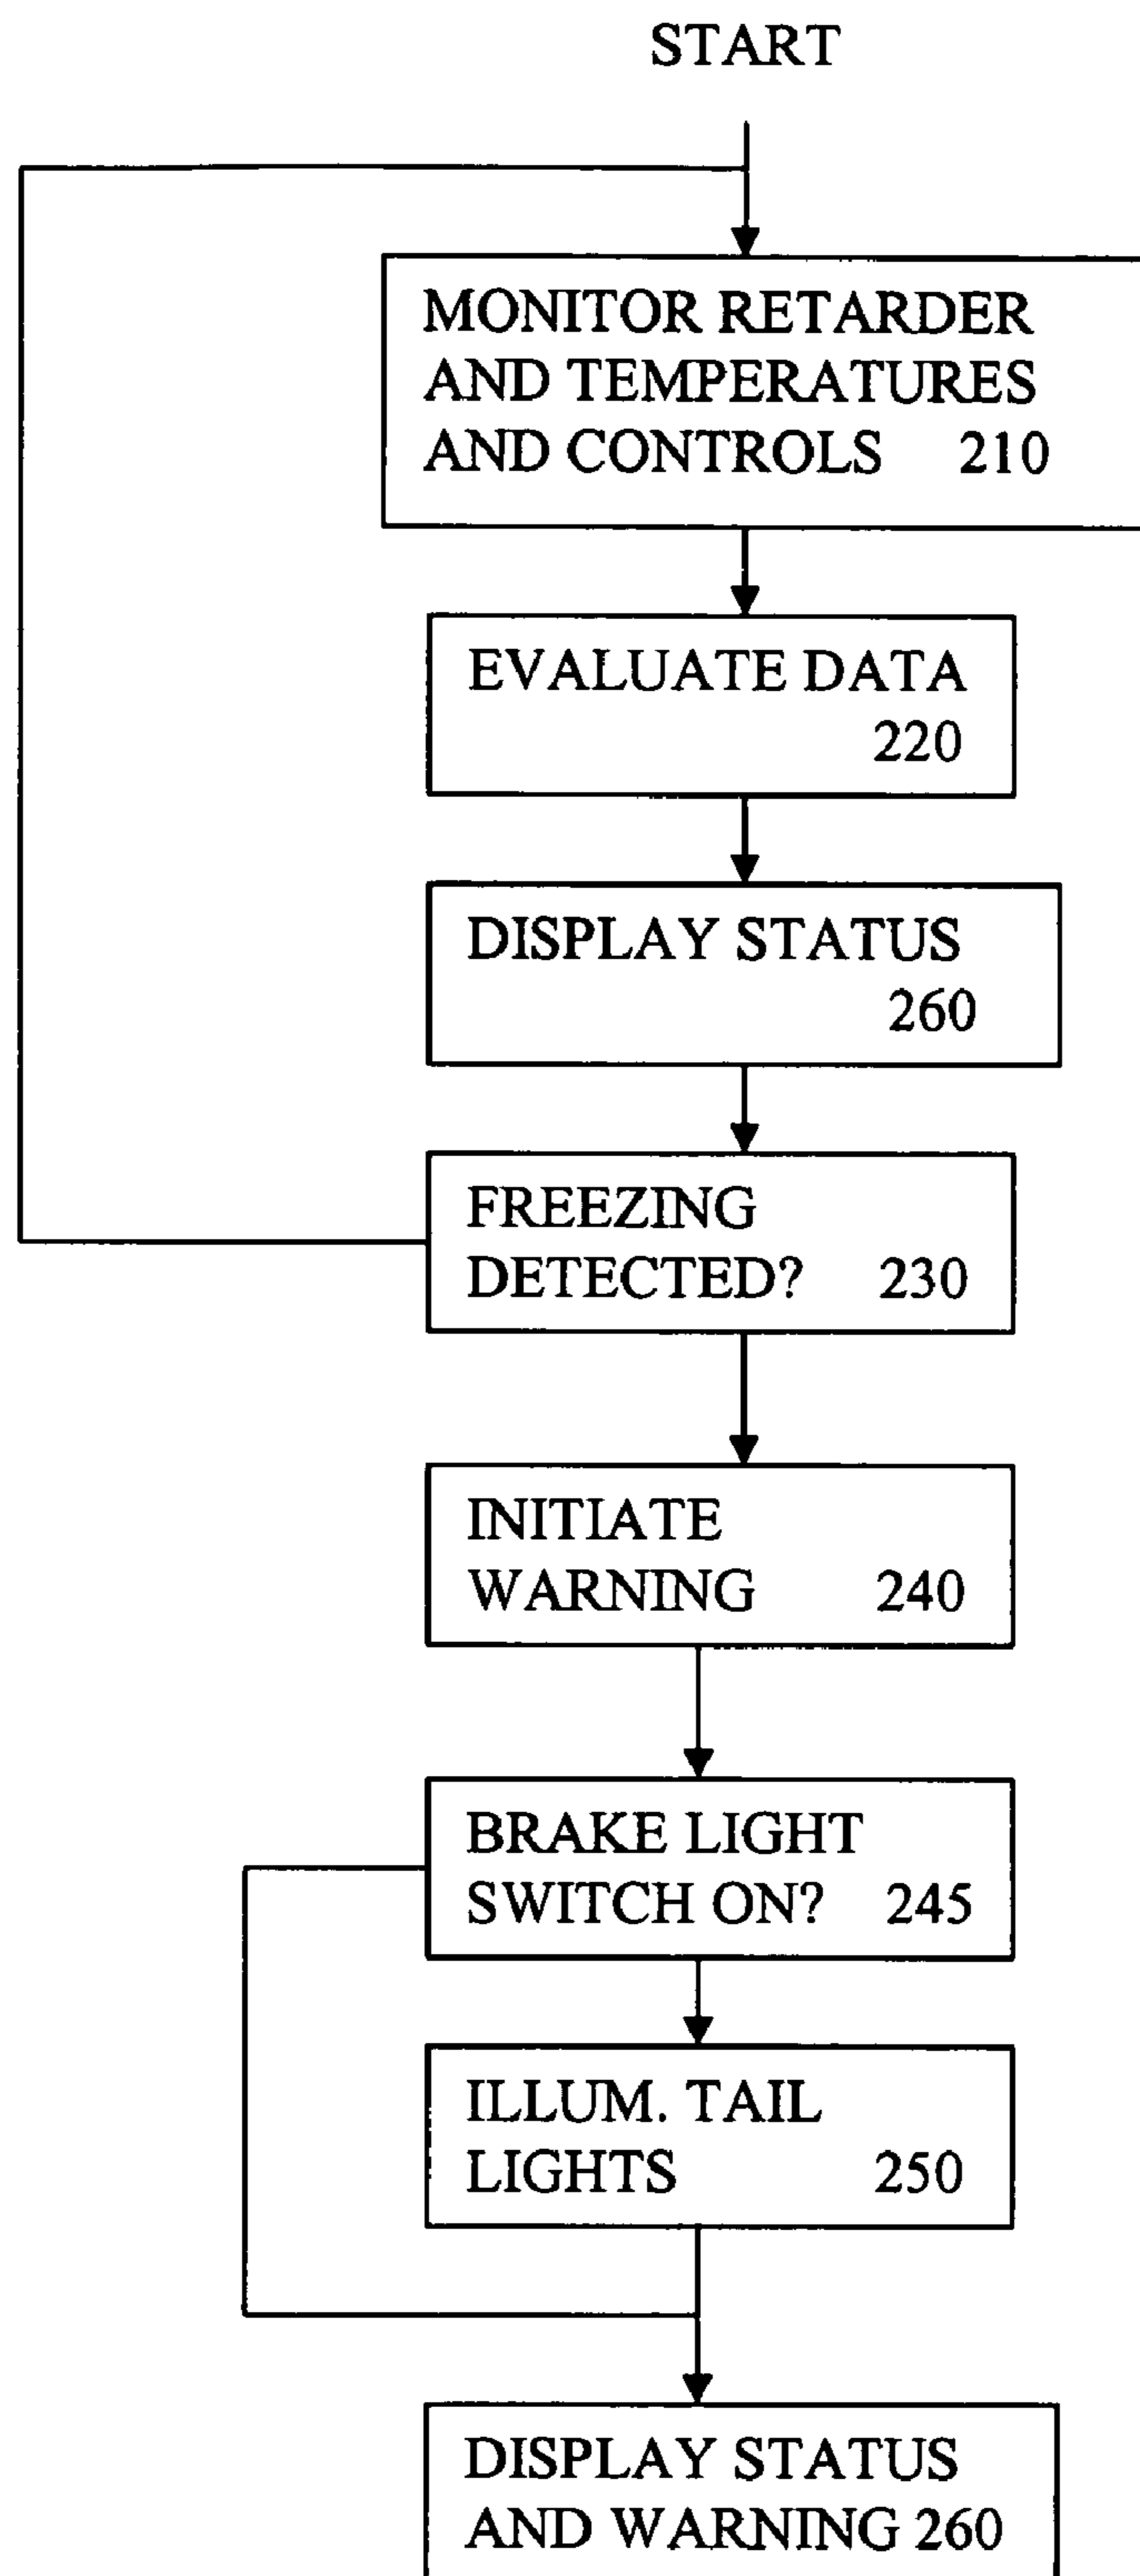 START
MONITOR RETARDER
AND TEMPERATURES
AND CONTROLS 210
EVALUATE DATA
220
DISPLAY STATUS
260
FREEZING
DETECTED? 230
INITIATE
WARNING 240
BRAKE LIGHT
SWITCH ON? 245
ILLUM. TAIL
LIGHTS 250
DISPLAY STATUS
AND WARNING 260